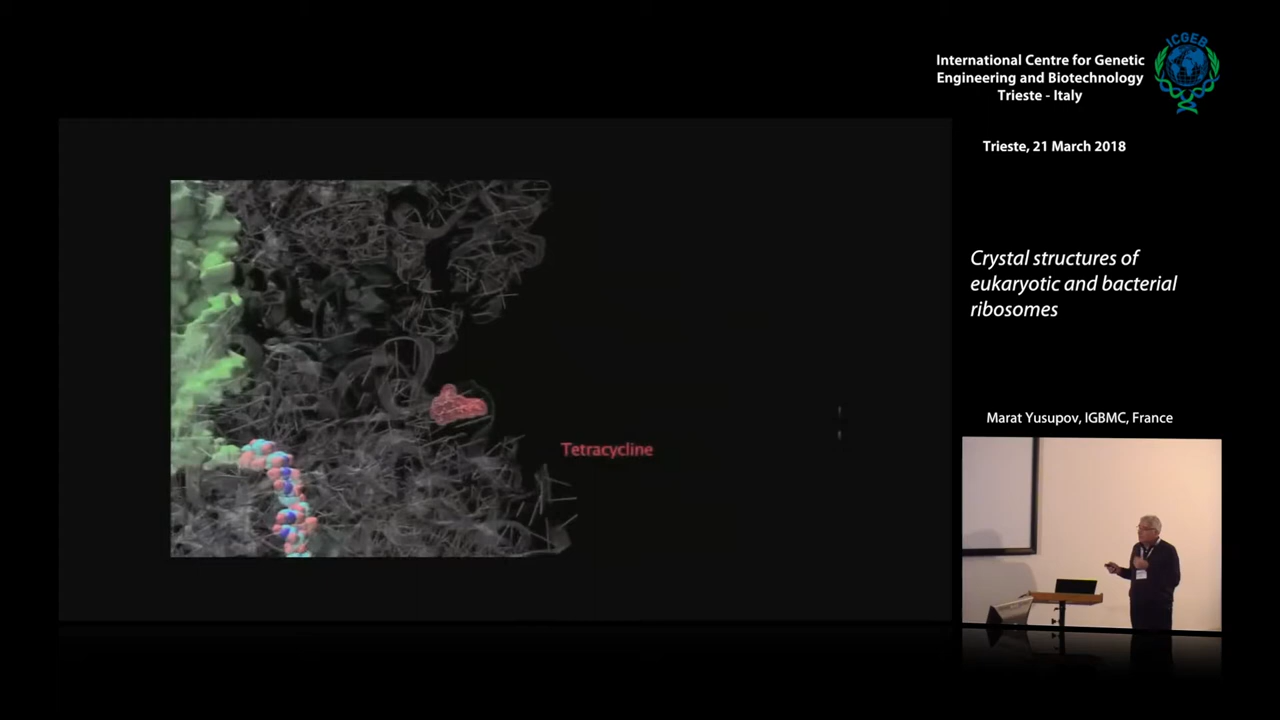 ICGEB
International Centre for Genetic
Engineering and Biotechnology
Trieste - Italy
Trieste, 21 March 2018
Crystal structures of
eukaryotic and bacterial
ribosomes
Marat Yusupov, IGBMC, France
Tetracycline